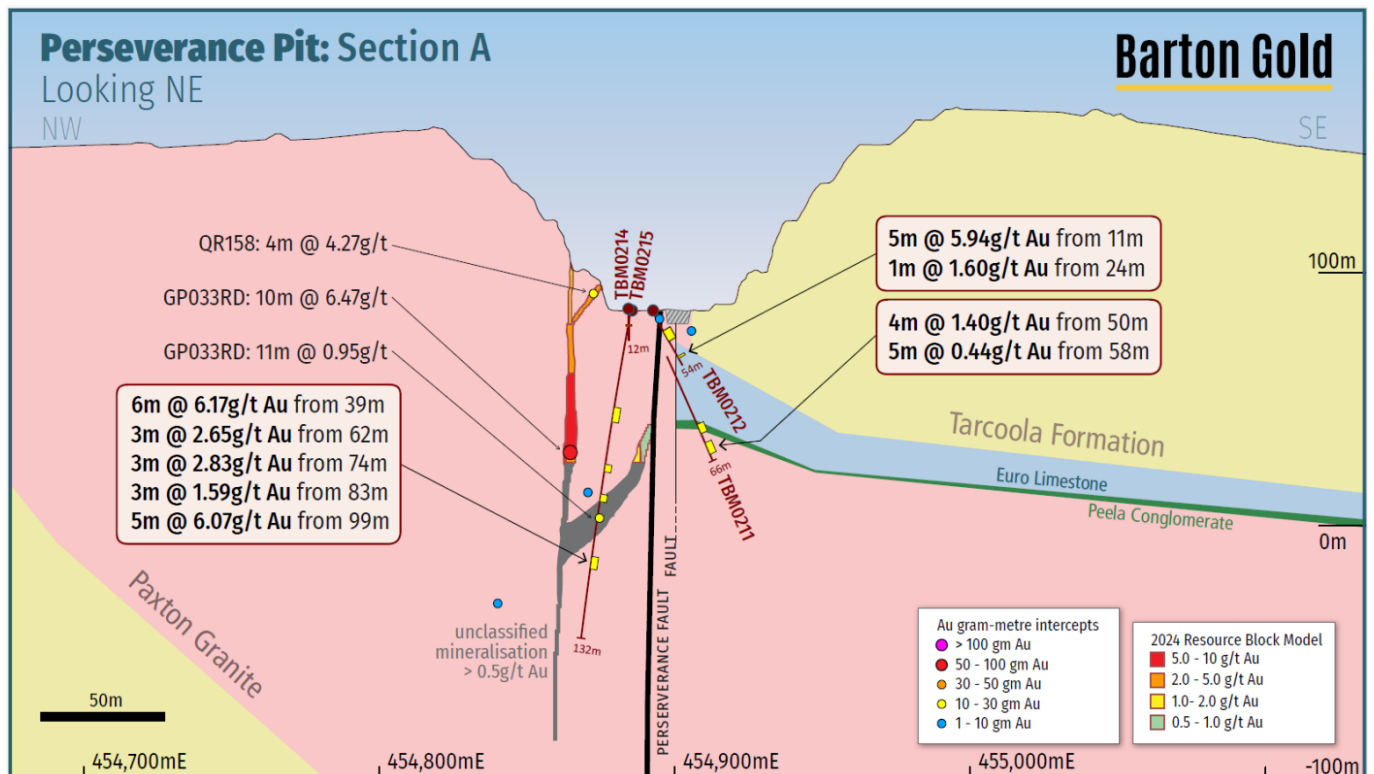 Perseverance Pit: Section A
Looking NE
NW
Barton Gold
SE
QR158: 4m @ 4.27g/t
GP033RD: 10m @ 6.47g/t
GP033RD: 11m @ 0.95g/t
6m @ 6.17g/t Au from 39m
3m @ 2.65g/t Au from 62m
3m @ 2.83g/t Au from 74m
3m @ 1.59g/t Au from 83m
5m @ 6.07g/t Au from 99m
TBM0214
TBM0215
12m
5m @ 5.94g/t Au from 11m
1m @ 1.60g/t Au from 24m
4m @ 1.40g/t Au from 50m
5m @ 0.44g/t Au from 58m
100m
54m
TBM0212
66m
TBM0211
Tarcoola Formation
Euro Limestone
Peela Conglomerate
0m
Paxton Granite
unclassified
mineralisation
> 0.5g/t Au
132m
PERSERVERANCE FAULT
FAULT
Au gram-metre intercepts
> 100 gm Au
50 - 100 gm Au
30 - 50 gm Au
10 - 30 gm Au
1 - 10 gm Au
2024 Resource Block Model
5.0 - 10 g/t Au
2.0 - 5.0 g/t Au
1.0- 2.0 g/t Au
0.5 - 1.0 g/t Au
50m
454,700mE
454,800mE
454,900mE
455,000mE
-100m